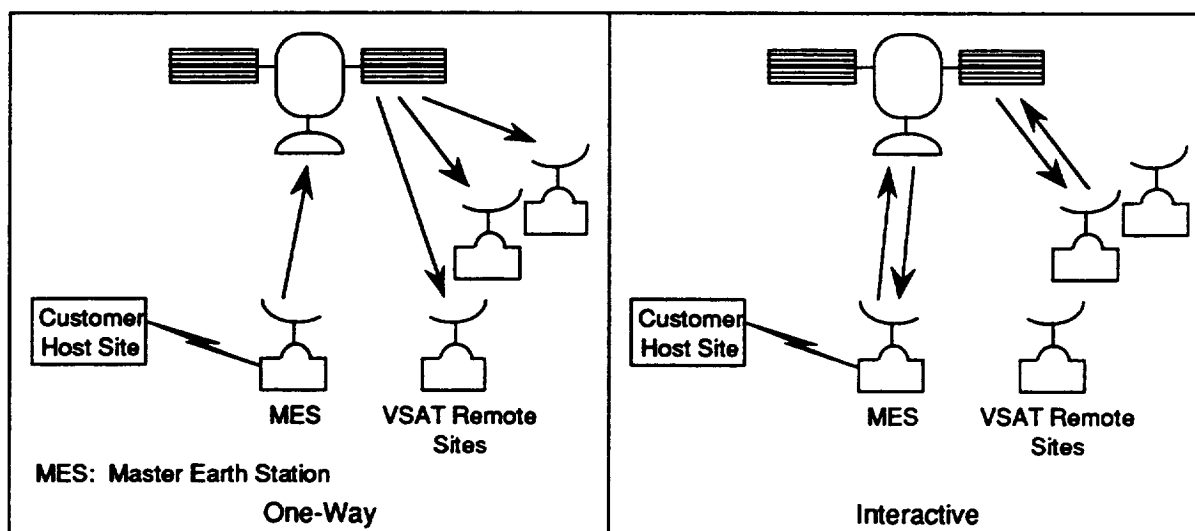 Customer
Host Site
MES
VSAT Remote
Sites
MES: Master Earth Station
One-Way
Customer
Host Site
MES
VSAT Remote
Sites
Interactive